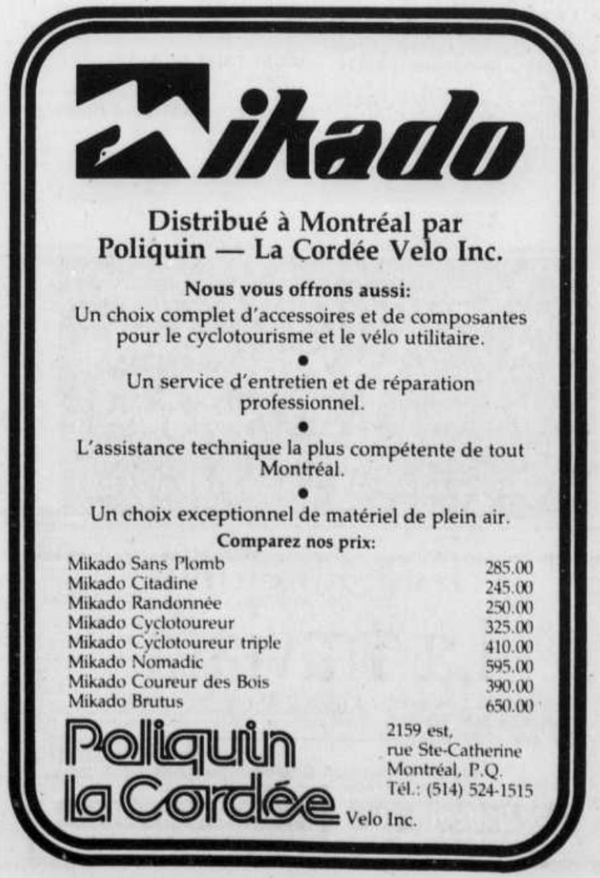 Mikado
Distribué à Montréal par
Poliquin — La Cordée Velo Inc.
Nous vous offrons aussi:
Un choix complet d'accessoires et de composantes
pour le cyclotourisme et le vélo utilitaire.
•
Un service d'entretien et de réparation
professionnel.
•
L'assistance technique la plus compétente de tout
Montréal.
•
Un choix exceptionnel de matériel de plein air.
Comparez nos prix:
Mikado Sans Plomb 285.00
Mikado Citadine 245.00
Mikado Randonnée 250.00
Mikado Cyclotoureur 325.00
Mikado Cyclotoureur triple 410.00
Mikado Nomadic 595.00
Mikado Coureur des Bois 390.00
Mikado Brutus 650.00
Poliquin
la Cordée
Velo Inc.
2159 est,
rue Ste-Catherine
Montréal, P.Q.
Tél.: (514) 524-1515